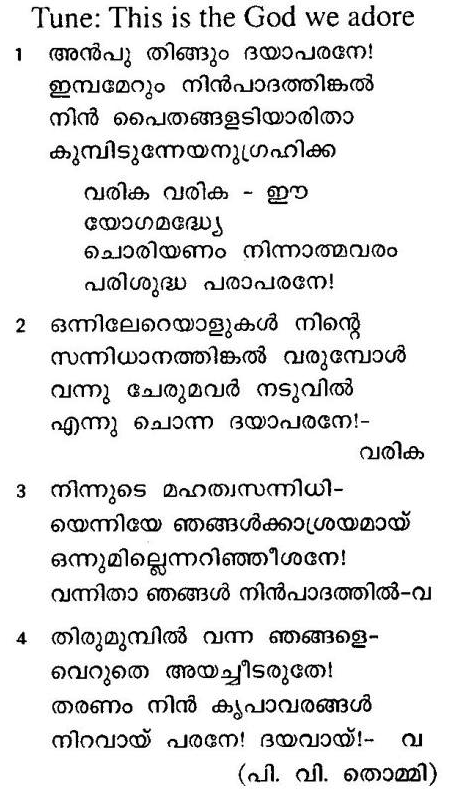 Tune: This is the God we adore
1 അൻപു തിങ്ങും ദയാപരനേ!
ഇമ്പമേറും നിൻപാദത്തിങ്കൽ
നിൻ പൈതങ്ങളടിയാരിതാ
കുമ്പിടുന്നേയനുഗ്രഹിക്ക
വരിക വരിക - ഈ
യോഗമദ്ധ്യേ
ചൊരിയണം നിന്നാത്മവരം
പരിശുദ്ധ പരാപരനേ!
2 ഒന്നിലേറെയാളുകൾ നിന്റെ
സന്നിധാനത്തിങ്കൽ വരുമ്പോൾ
വന്നു ചേരുമവർ നടുവിൽ
എന്നു ചൊന്ന ദയാപരനേ!-
വരിക
3 നിന്നുടെ മഹത്വസന്നിധി-
യെന്നിയേ ഞങ്ങൾക്കാശ്രയമായ്
ഒന്നുമില്ലെന്നറിഞ്ഞീശനേ!
വന്നിതാ ഞങ്ങൾ നിൻപാദത്തിൽ-വ
4 തിരുമുമ്പിൽ വന്ന ഞങ്ങളെ-
വെറുതെ അയച്ചീടരുതേ!
തരണം നിൻ കൃപാവരങ്ങൾ
നിറവായ് പരനേ! ദയവായ്!- വ
(പി. വി. തൊമ്മി)